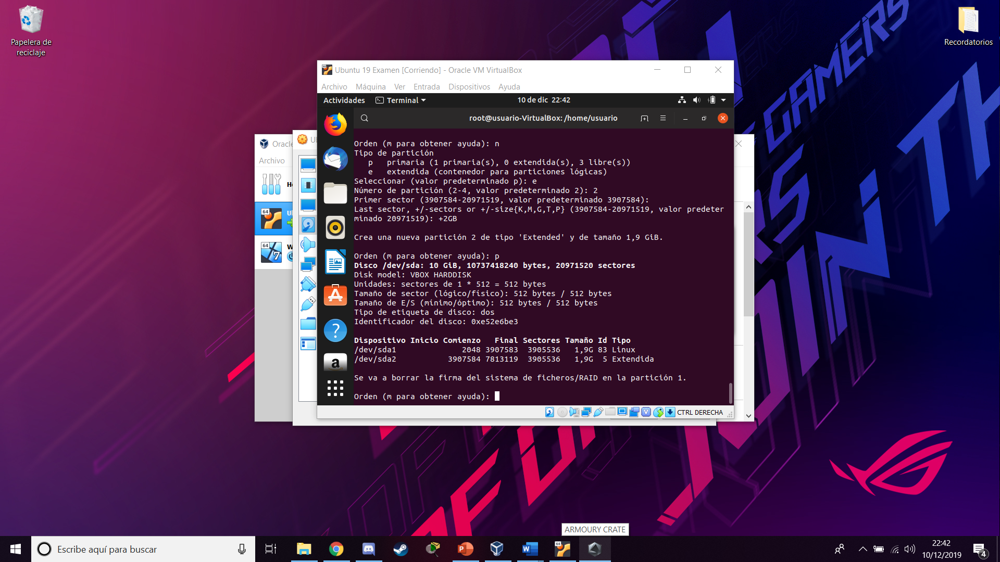 Papelera de
reciclaje
Recordatorios
GAMERS
Ubuntu 19 Examen [Corriendo] - Oracle VM VirtualBox
Archivo Máquina Ver Entrada Dispositivos Ayuda
Actividades Terminal 10 de dic 22:42
root@usuario-VirtualBox: /home/usuario
Oracle
Archivo
64
64
7
Orden (m para obtener ayuda): n
Tipo de partición
p primaria (1 primaria(s), 0 extendida(s), 3 libre(s))
e extendida (contenedor para particiones lógicas)
Seleccionar (valor predeterminado p): e
Número de partición (2-4, valor predeterminado 2): 2
Primer sector (3907584-20971519, valor predeterminado 3907584):
Last sector, +/-sectors or +/-size{K,M,G,T,P} (3907584-20971519, valor predeter
minado 20971519): +2GB
Crea una nueva partición 2 de tipo 'Extended' y de tamaño 1,9 GiB.
Orden (m para obtener ayuda): p
Disco /dev/sda: 10 GiB, 10737418240 bytes, 20971520 sectores
Disk model: VBOX HARDDISK
Unidades: sectores de 1 * 512 = 512 bytes
Tamaño de sector (lógico/físico): 512 bytes / 512 bytes
Tamaño de E/S (mínimo/óptimo): 512 bytes / 512 bytes
Tipo de etiqueta de disco: dos
Identificador del disco: 0xe52e6be3
Dispositivo Inicio Comienzo Final Sectores Tamaño Id Tipo
/dev/sda1 2048 3907583 3905536 1,9G 83 Linux
/dev/sda2 3907584 7813119 3905536 1,9G 5 Extendida
Se va a borrar la firma del sistema de ficheros/RAID en la partición 1.
Orden (m para obtener ayuda):
CTRL DERECHA
ARMOURY CRATE
Escribe aquí para buscar
22:42
10/12/2019
4